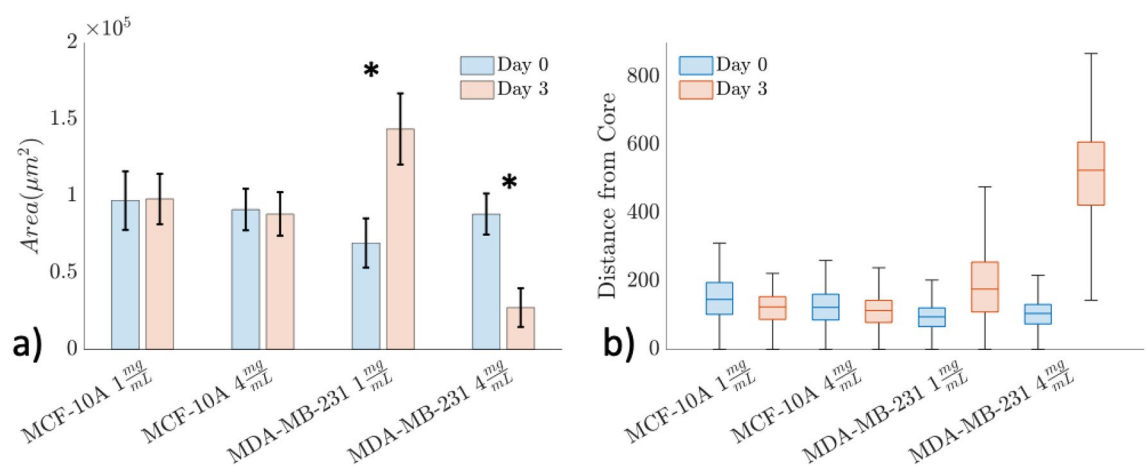 ×10⁵
2
1.5
1
0.5
0
Area(μm²)
Day 0
Day 3
*
*
a)
MCF-10A 1 mg/mL
MCF-10A 4 mg/mL
MDA-MB-231 1 mg/mL
MDA-MB-231 4 mg/mL
800
600
400
200
0
Distance from Core
Day 0
Day 3
b)
MCF-10A 1 mg/mL
MCF-10A 4 mg/mL
MDA-MB-231 1 mg/mL
MDA-MB-231 4 mg/mL